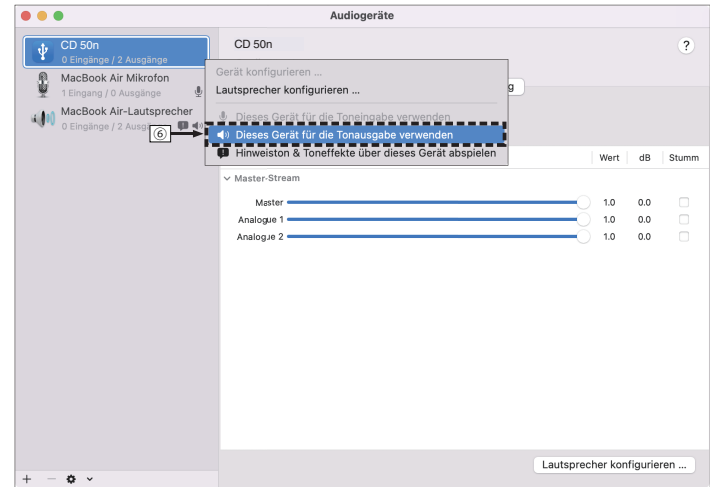 Audiogeräte
CD 50n
0 Eingänge / 2 Ausgänge
MacBook Air Mikrofon
1 Eingang / 0 Ausgänge
MacBook Air-Lautsprecher
0 Eingänge / 2 Ausg
6
CD 50n
?
Gerät konfigurieren ...
Lautsprecher konfigurieren ...
Dieses Gerät für die Toneingabe verwenden
Dieses Gerät für die Tonausgabe verwenden
Hinweiston & Toneffekte über dieses Gerät abspielen
g
Wert dB Stumm
Master-Stream
Master 1.0 0.0
Analogue 1 1.0 0.0
Analogue 2 1.0 0.0
Lautsprecher konfigurieren ...